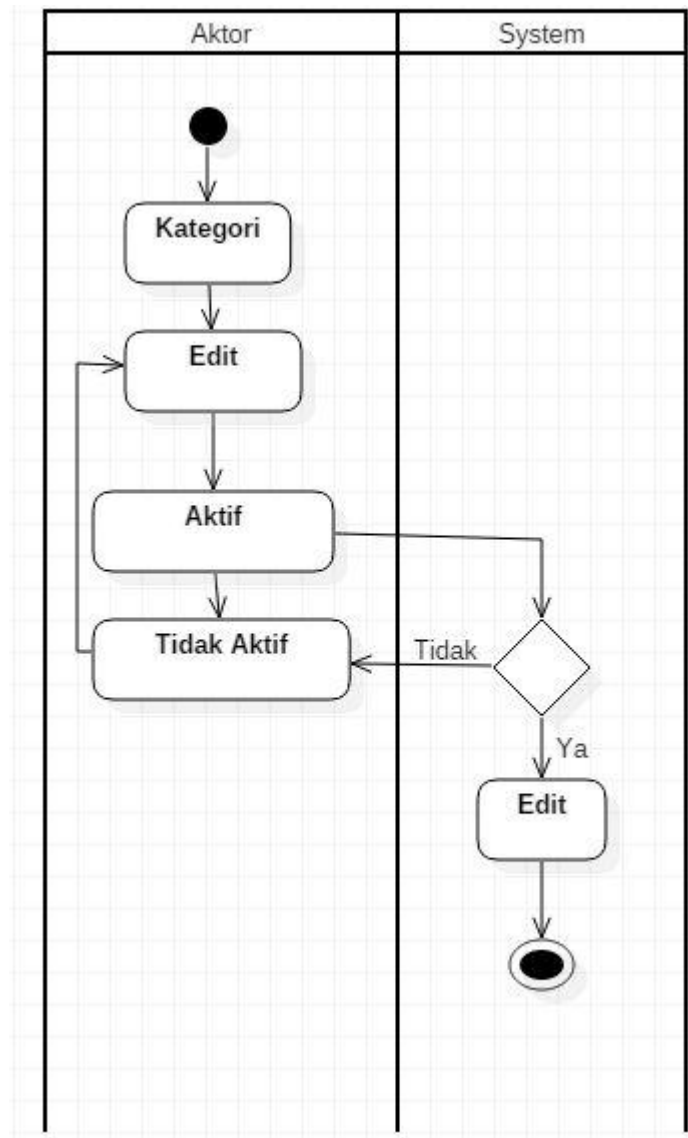 Aktor
System
Kategori
Edit
Aktif
Tidak Aktif
Tidak
Ya
Edit